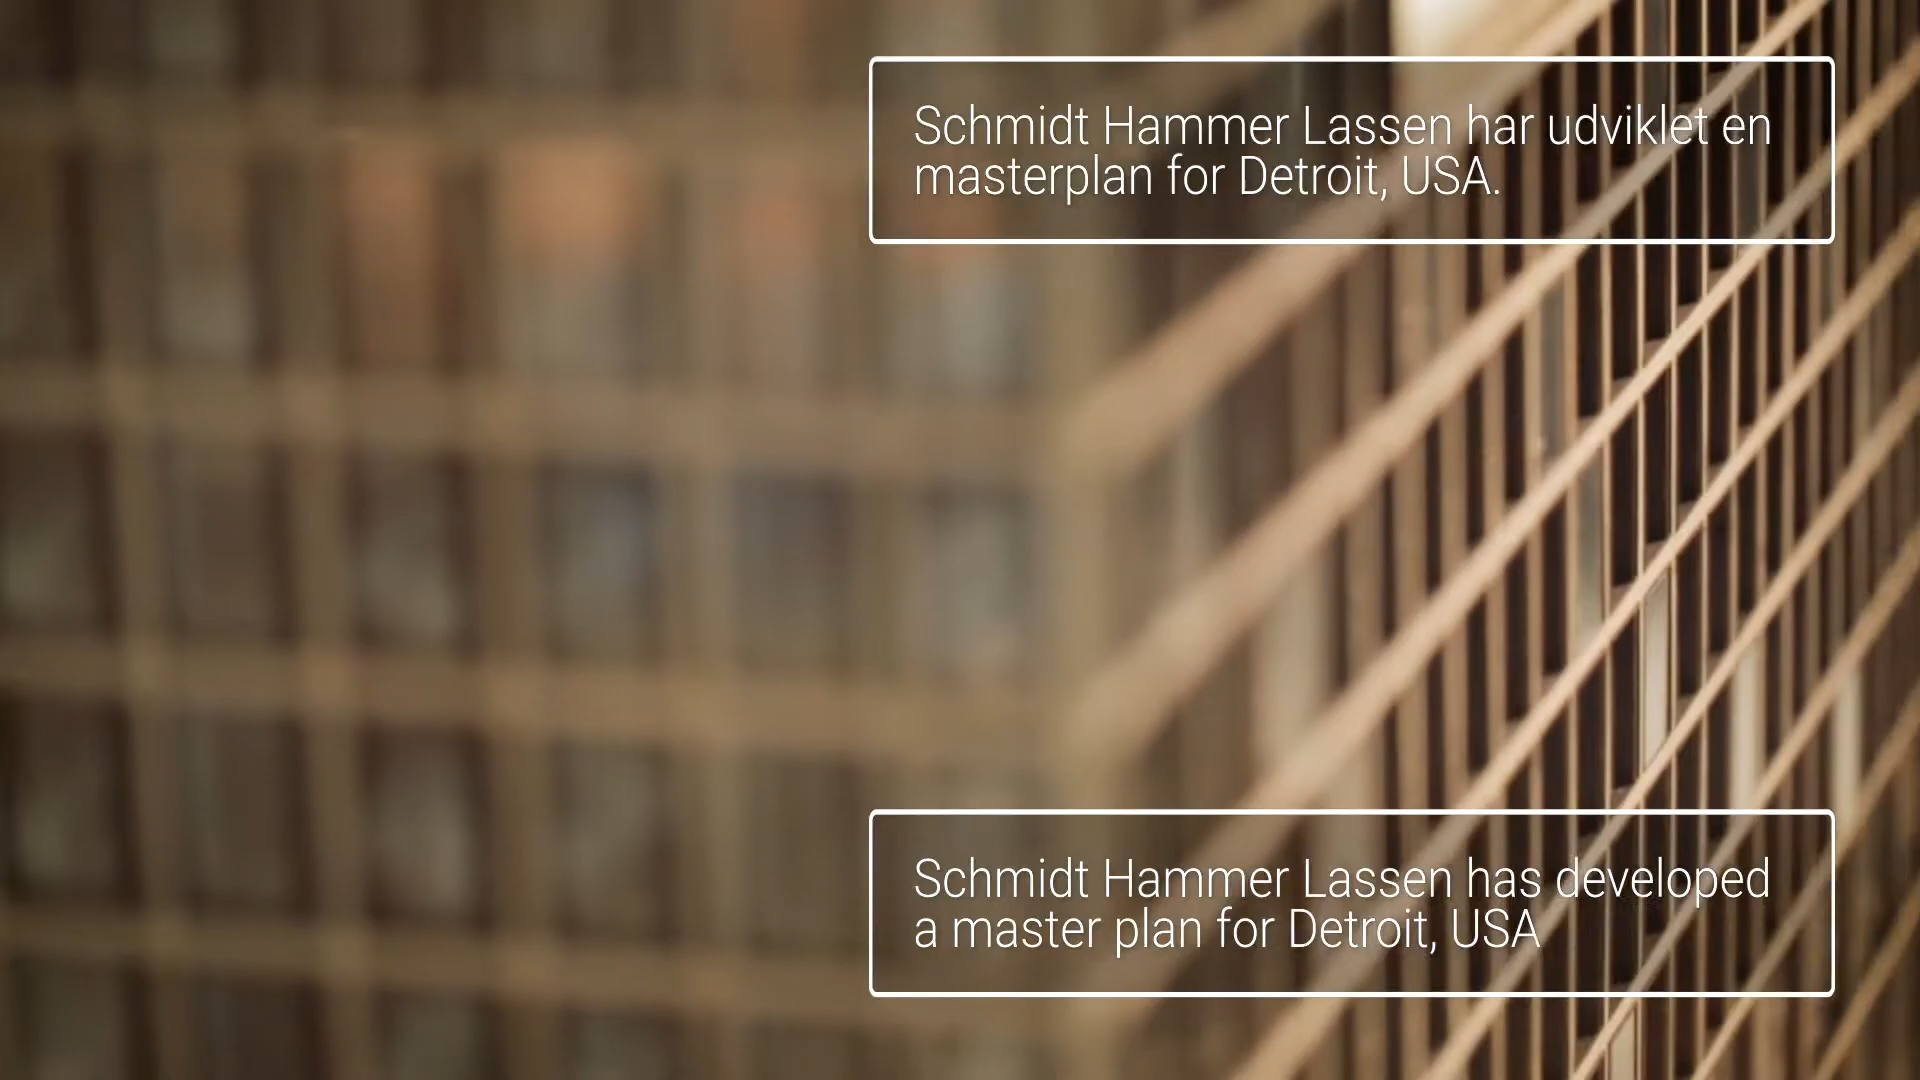 Schmidt Hammer Lassen har udviklet en
masterplan for Detroit, USA.
Schmidt Hammer Lassen has developed
a master plan for Detroit, USA